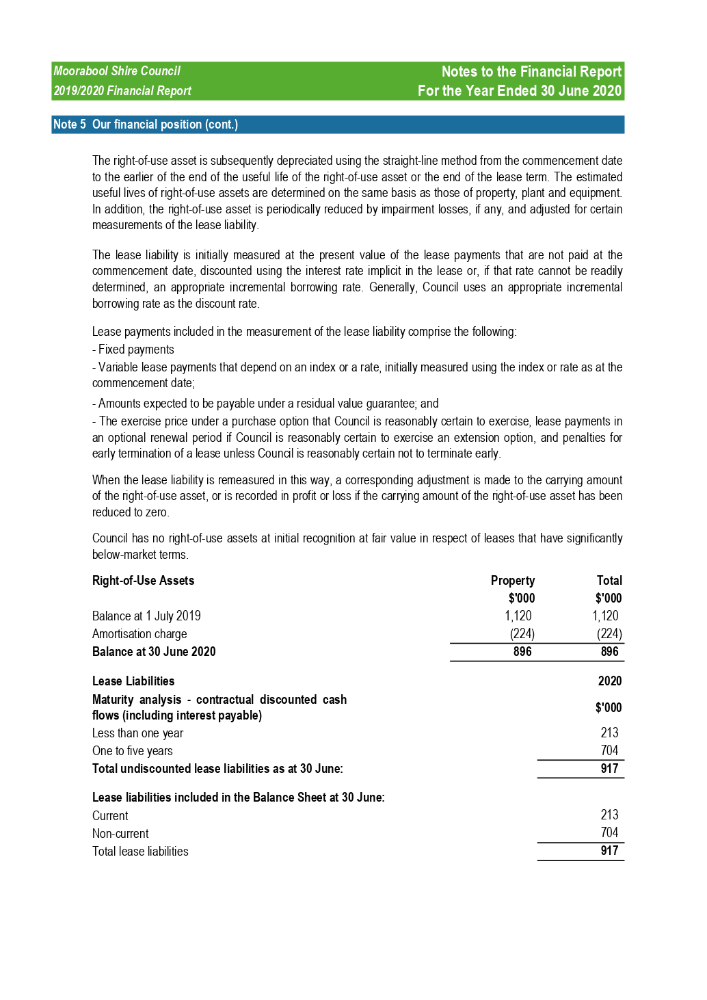 Moorabool Shire Council
Notes to the Financial Report
2019/2020 Financial Report
For the Year Ended 30 June 2020
Note 5 Our financial position (cont.)
The right-of-use asset is subsequently depreciated using the straight-line method from the commencement date
to the earlier of the end of the useful life of the right-of-use asset or the end of the lease term. The estimated
useful lives of right-of-use assets are determined on the same basis as those of property, plant and equipment.
In addition, the right-of-use asset is periodically reduced by impairment losses, if any, and adjusted for certain
measurements of the lease liability.
The lease liability is initially measured at the present value of the lease payments that are not paid at the
commencement date, discounted using the interest rate implicit in the lease or, if that rate cannot be readily
determined, an appropriate incremental borrowing rate. Generally, Council uses an appropriate incremental
borrowing rate as the discount rate.
Lease payments included in the measurement of the lease liability comprise the following:
- Fixed payments
- Variable lease payments that depend on an index or a rate, initially measured using the index or rate as at the
commencement date;
- Amounts expected to be payable under a residual value guarantee; and
- The exercise price under a purchase option that Council is reasonably certain to exercise, lease payments in
an optional renewal period if Council is reasonably certain to exercise an extension option, and penalties for
early termination of a lease unless Council is reasonably certain not to terminate early.
When the lease liability is remeasured in this way, a corresponding adjustment is made to the carrying amount
of the right-of-use asset, or is recorded in profit or loss if the carrying amount of the right-of-use asset has been
reduced to zero.
Council has no right-of-use assets at initial recognition at fair value in respect of leases that have significantly
below-market terms.
Right-of-Use Assets Property Total
$'000 $'000
Balance at 1 July 2019 1,120 1,120
Amortisation charge (224) (224)
Balance at 30 June 2020 896 896
Lease Liabilities 2020
Maturity analysis - contractual discounted cash
flows (including interest payable) $'000
Less than one year 213
One to five years 704
Total undiscounted lease liabilities as at 30 June: 917
Lease liabilities included in the Balance Sheet at 30 June:
Current 213
Non-current 704
Total lease liabilities 917